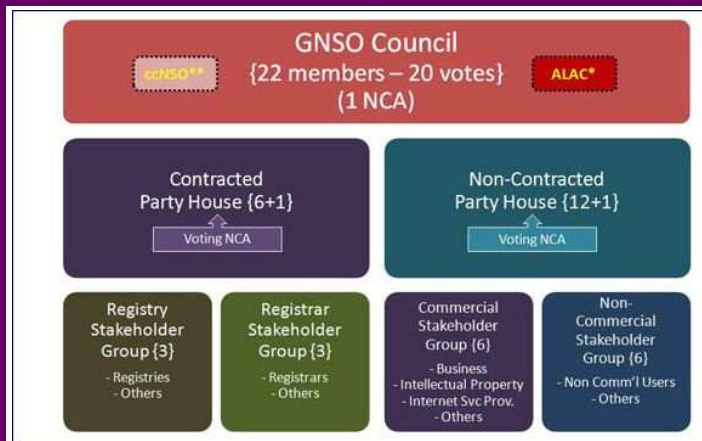 GNSO Council
ccNSO**
{22 members – 20 votes}
ALAC*
(1 NCA)
Contracted
Party House {6+1}
Voting NCA
Non-Contracted
Party House {12+1}
Voting NCA
Registry
Stakeholder
Group {3}
- Registries
- Others
Registrar
Stakeholder
Group {3}
- Registrars
- Others
Commercial
Stakeholder
Group {6}
- Business
- Intellectual Property
- Internet Svc Prov.
- Others
Non-
Commercial
Stakeholder
Group {6}
- Non Comm'l Users
- Others